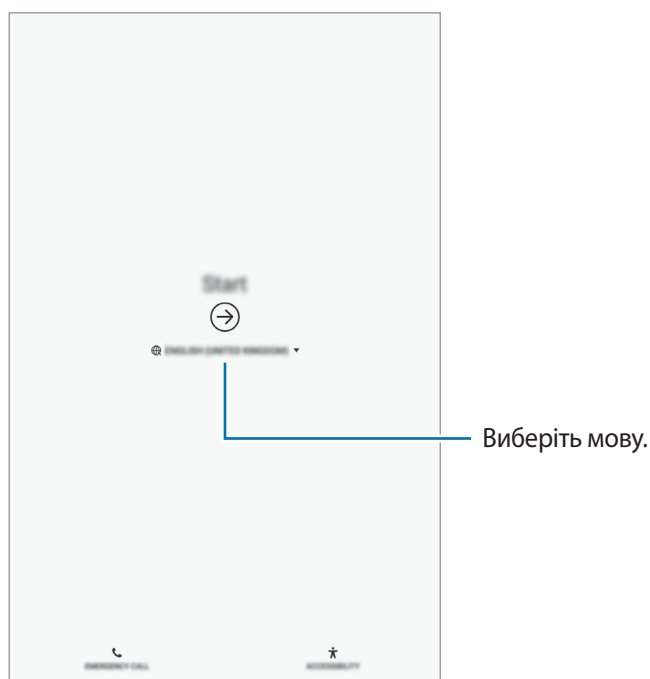 Start
ENGLISH (UNITED KINGDOM)
Виберіть мову.
EMERGENCY CALL
ACCESSIBILITY